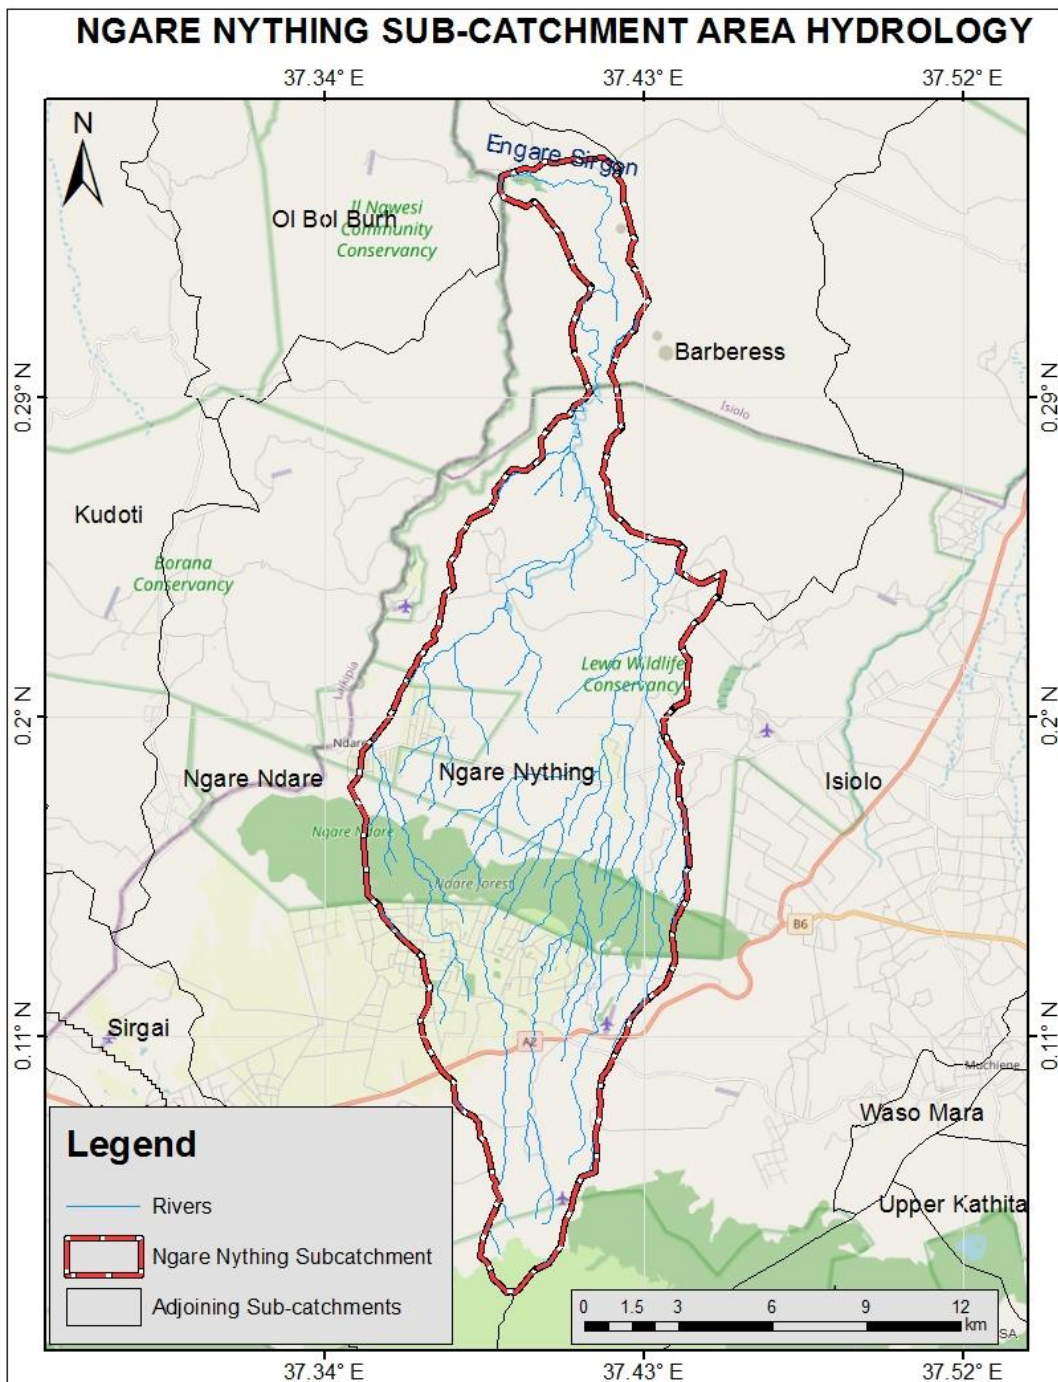 NGARE NYTHING SUB-CATCHMENT AREA HYDROLOGY
37.34° E
37.43° E
37.52° E
N
Engare Sirgon
Ol Bol Burh
Il Nawesi
Community
Conservancy
Barberess
0.29° N
0.29° N
Isiolo
Kudoti
Borana
Conservancy
Lewa Wildlife
Conservancy
Laikipia
0.2° N
0.2° N
Ndare
Ngare Ndare
Ngare Nything
Isiolo
Ngare Ndare
Ndare forest
B6
Sirgai
A2
0.11° N
0.11° N
Muchiene
Waso Mara
Upper Kathita
Legend
Rivers
Ngare Nything Subcatchment
Adjoining Sub-catchments
0 1.5 3 6 9 12
km
SA
37.34° E
37.43° E
37.52° E